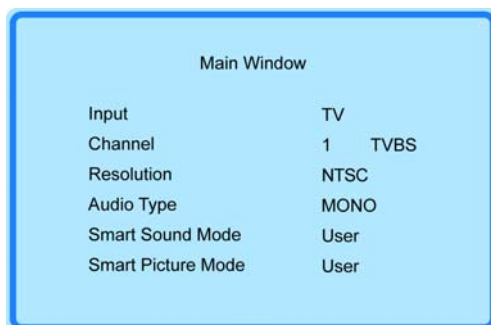 Main Window
Input TV
Channel 1 TVBS
Resolution NTSC
Audio Type MONO
Smart Sound Mode User
Smart Picture Mode User